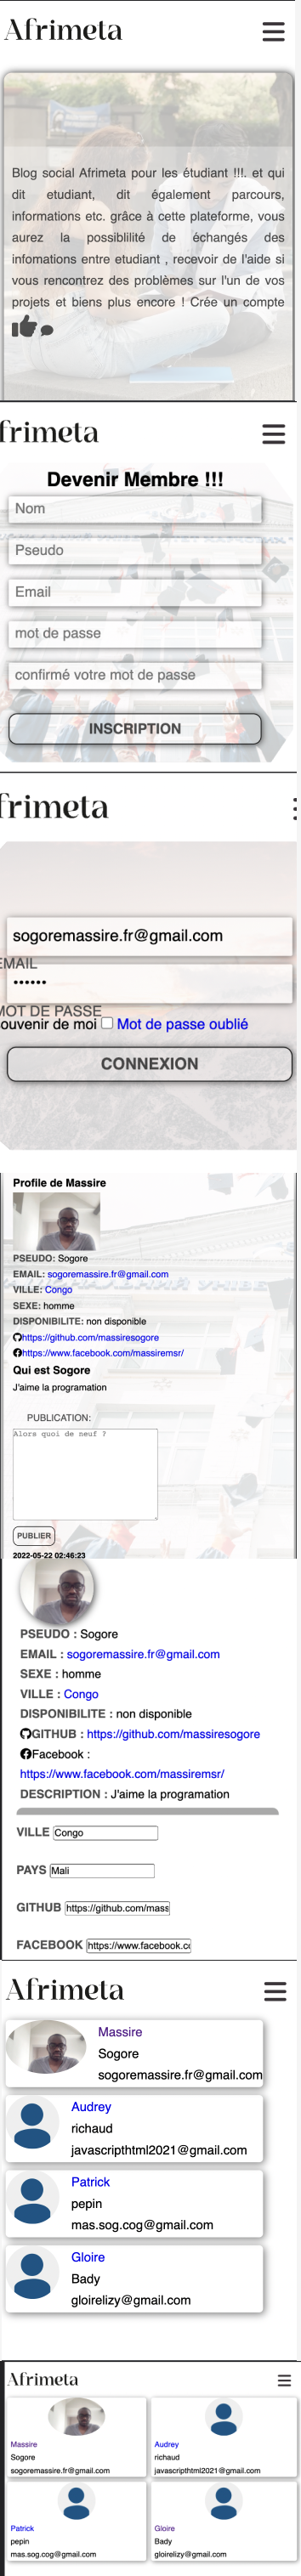 Afrimeta
Blog social Afrimeta pour les étudiant !!!. et qui
dit etudiant, dit également parcours,
informations etc. grâce à cette plateforme, vous
aurez la possiblilité de échangés des
infomations entre etudiant , recevoir de l'aide si
vous rencontrez des problèmes sur l'un de vos
projets et biens plus encore ! Crée un compte
frimeta
Devenir Membre !!!
Nom
Pseudo
Email
mot de passe
confirmé votre mot de passe
INSCRIPTION
frimeta
sogoremassire.fr@gmail.com
EMAIL
••••••
MOT DE PASSE
ouvenir de moi Mot de passe oublié
CONNEXION
Profile de Massire
PSEUDO: Sogore
EMAIL: sogoremassire.fr@gmail.com
VILLE: Congo
SEXE: homme
DISPONIBILITE: non disponible
https://github.com/massiresogore
https://www.facebook.com/massiremsr/
Qui est Sogore
J'aime la programation
PUBLICATION:
Alors quoi de neuf ?
PUBLIER
2022-05-22 02:46:23
PSEUDO : Sogore
EMAIL : sogoremassire.fr@gmail.com
SEXE : homme
VILLE : Congo
DISPONIBILITE : non disponible
GITHUB : https://github.com/massiresogore
Facebook :
https://www.facebook.com/massiremsr/
DESCRIPTION : J'aime la programation
VILLE Congo
PAYS Mali
GITHUB https://github.com/mass
FACEBOOK https://www.facebook.co
Afrimeta
Massire
Sogore
sogoremassire.fr@gmail.com
Audrey
richaud
javascripthtml2021@gmail.com
Patrick
pepin
mas.sog.cog@gmail.com
Gloire
Bady
gloirelizy@gmail.com
Afrimeta
Massire
Sogore
sogoremassire.fr@gmail.com
Audrey
richaud
javascripthtml2021@gmail.com
Patrick
pepin
mas.sog.cog@gmail.com
Gloire
Bady
gloirelizy@gmail.com